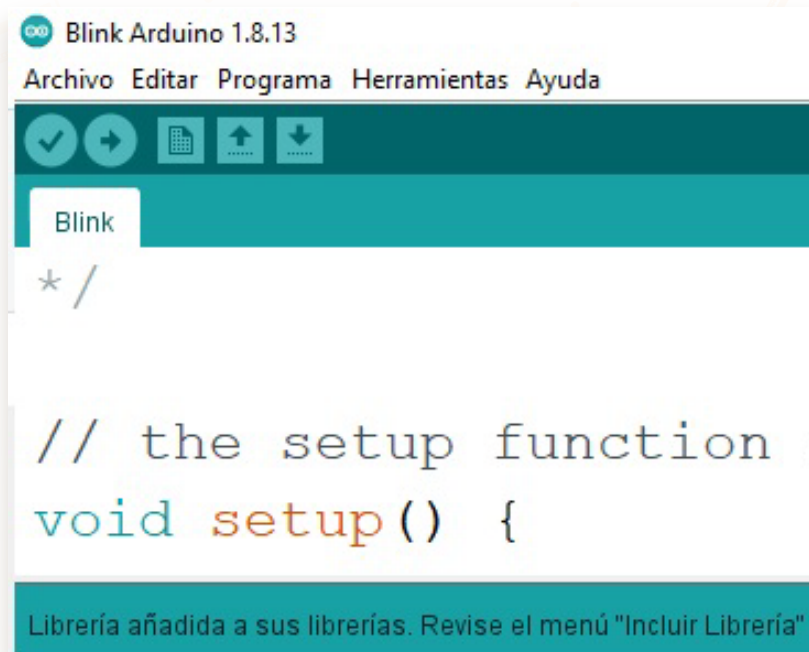 Blink Arduino 1.8.13
Archivo Editar Programa Herramientas Ayuda
Blink
*/
// the setup function
void setup() {
Librería añadida a sus librerías. Revise el menú "Incluir Librería"